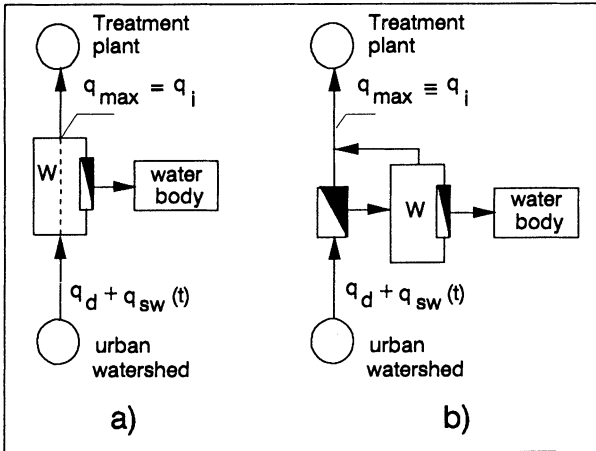 Treatment
plant
q max = q i
W
water
body
q d + q sw (t)
urban
watershed
a)
Treatment
plant
q max ≡ q i
W
water
body
q d + q sw (t)
urban
watershed
b)